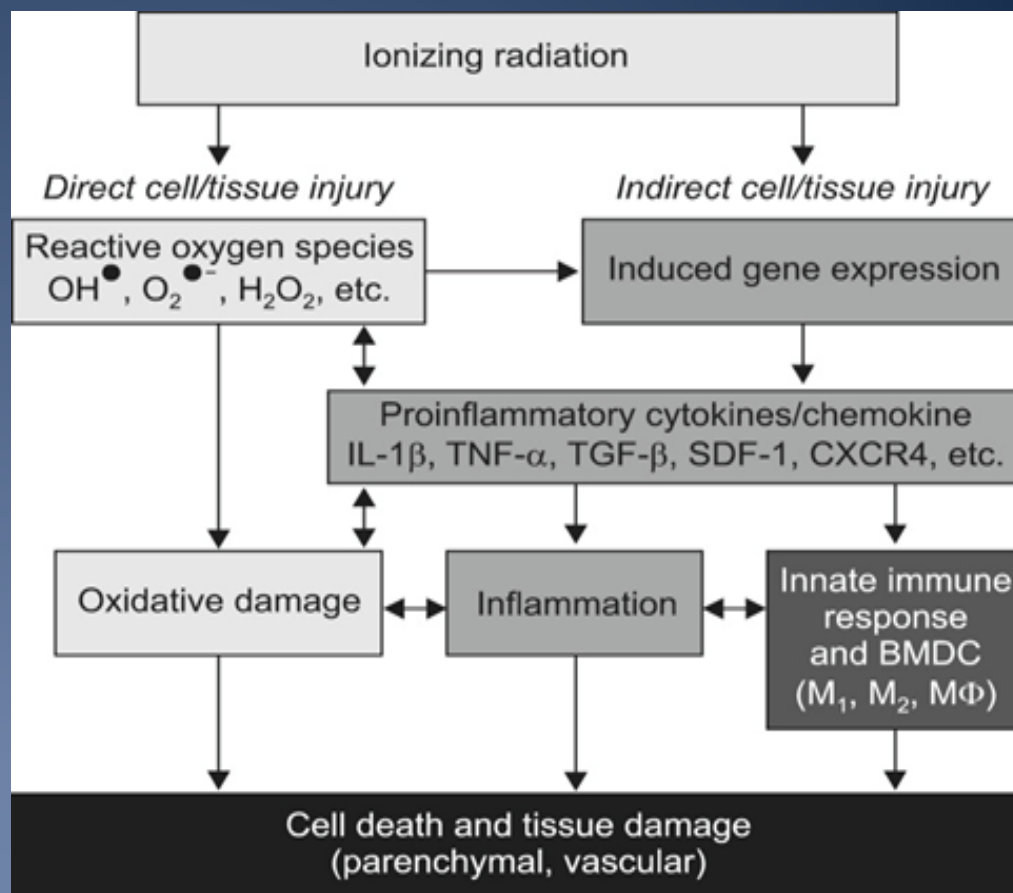 Ionizing radiation
Direct cell/tissue injury
Indirect cell/tissue injury
Reactive oxygen species
OH●, O₂●⁻, H₂O₂, etc.
Induced gene expression
Proinflammatory cytokines/chemokine
IL-1β, TNF-α, TGF-β, SDF-1, CXCR4, etc.
Oxidative damage
Inflammation
Innate immune
response
and BMDC
(M₁, M₂, MΦ)
Cell death and tissue damage
(parenchymal, vascular)